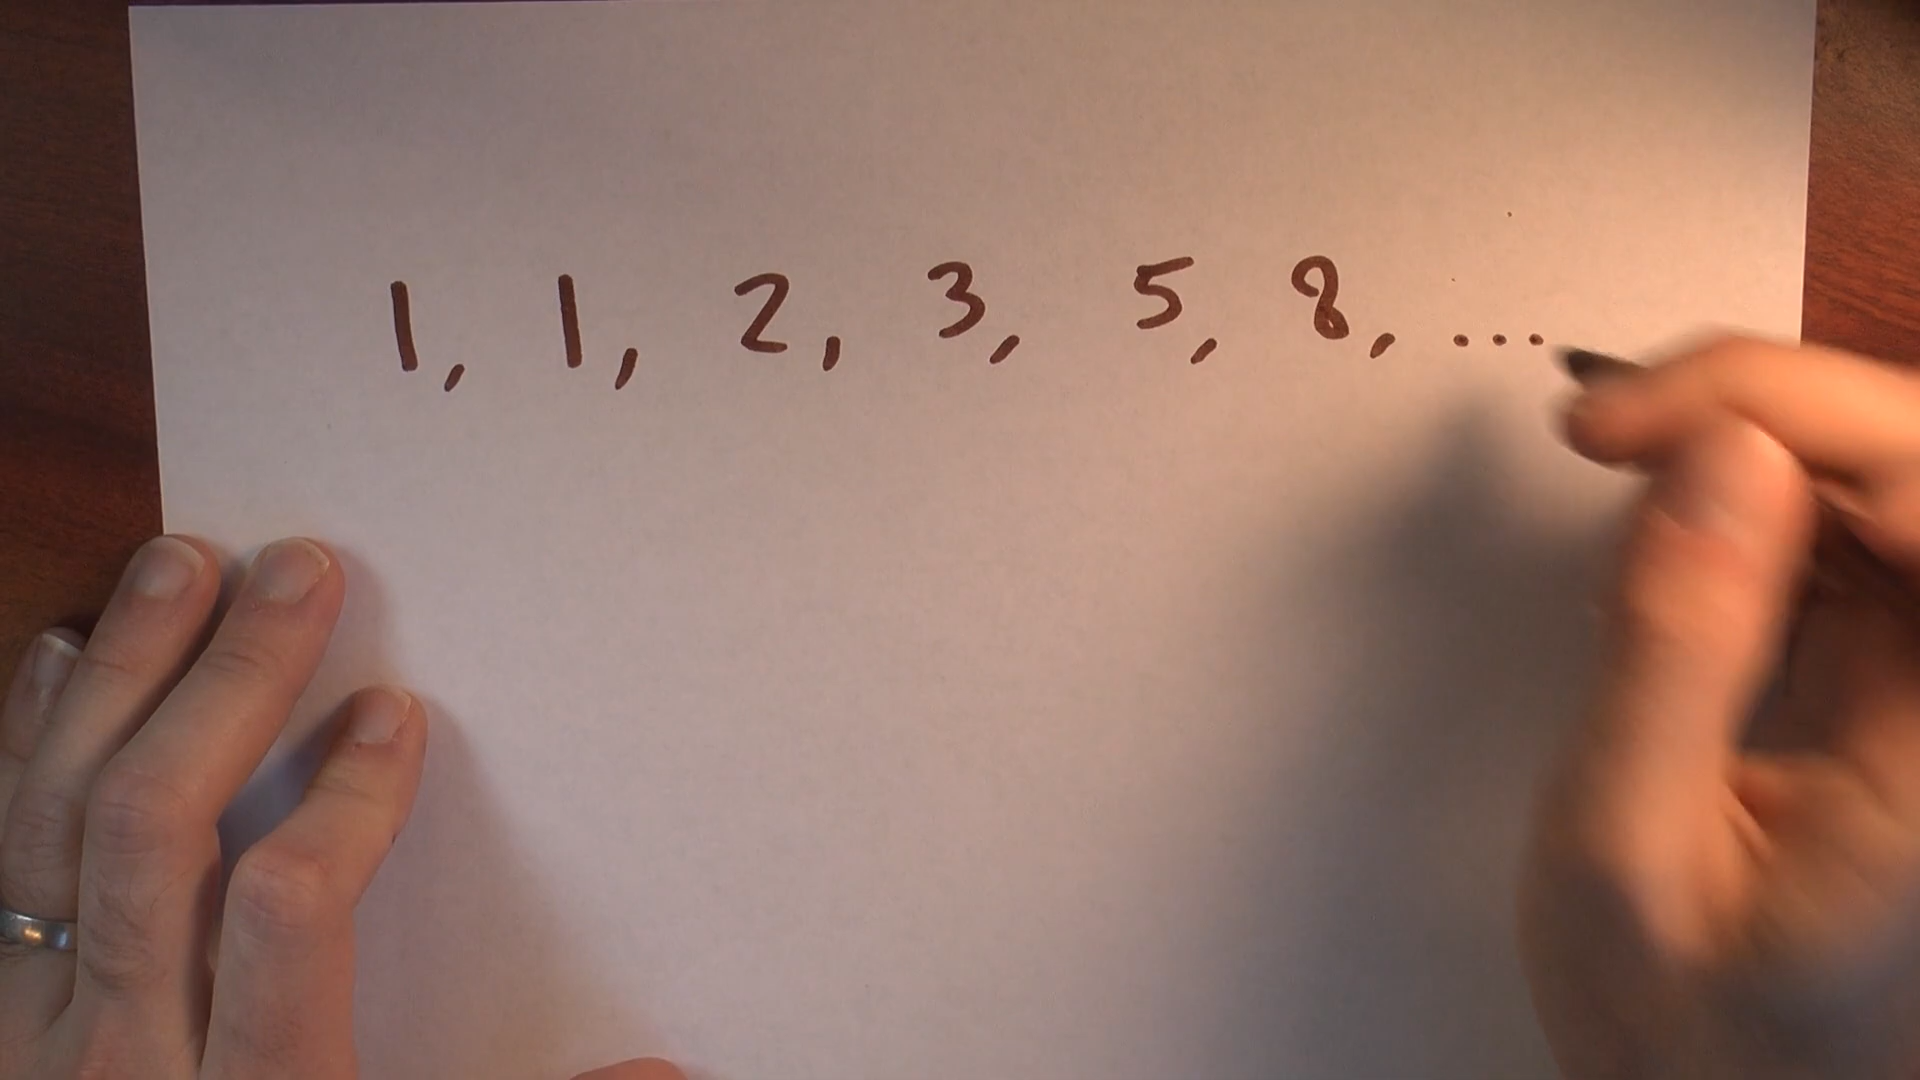 1, 1, 2, 3, 5, 8, ...